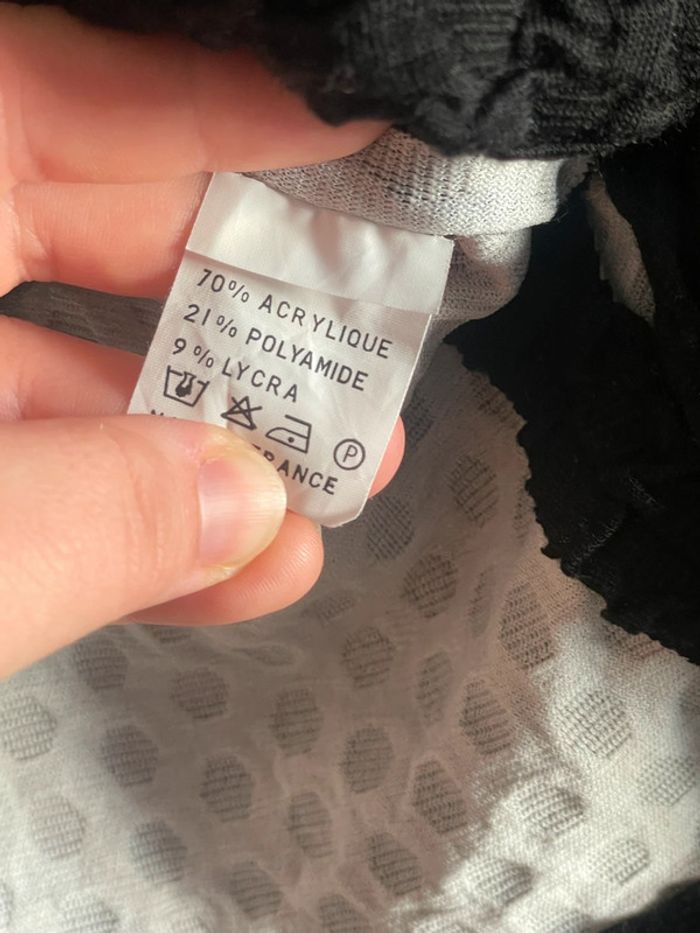 70% ACRYLIQUE
21% POLYAMIDE
9% LYCRA
P